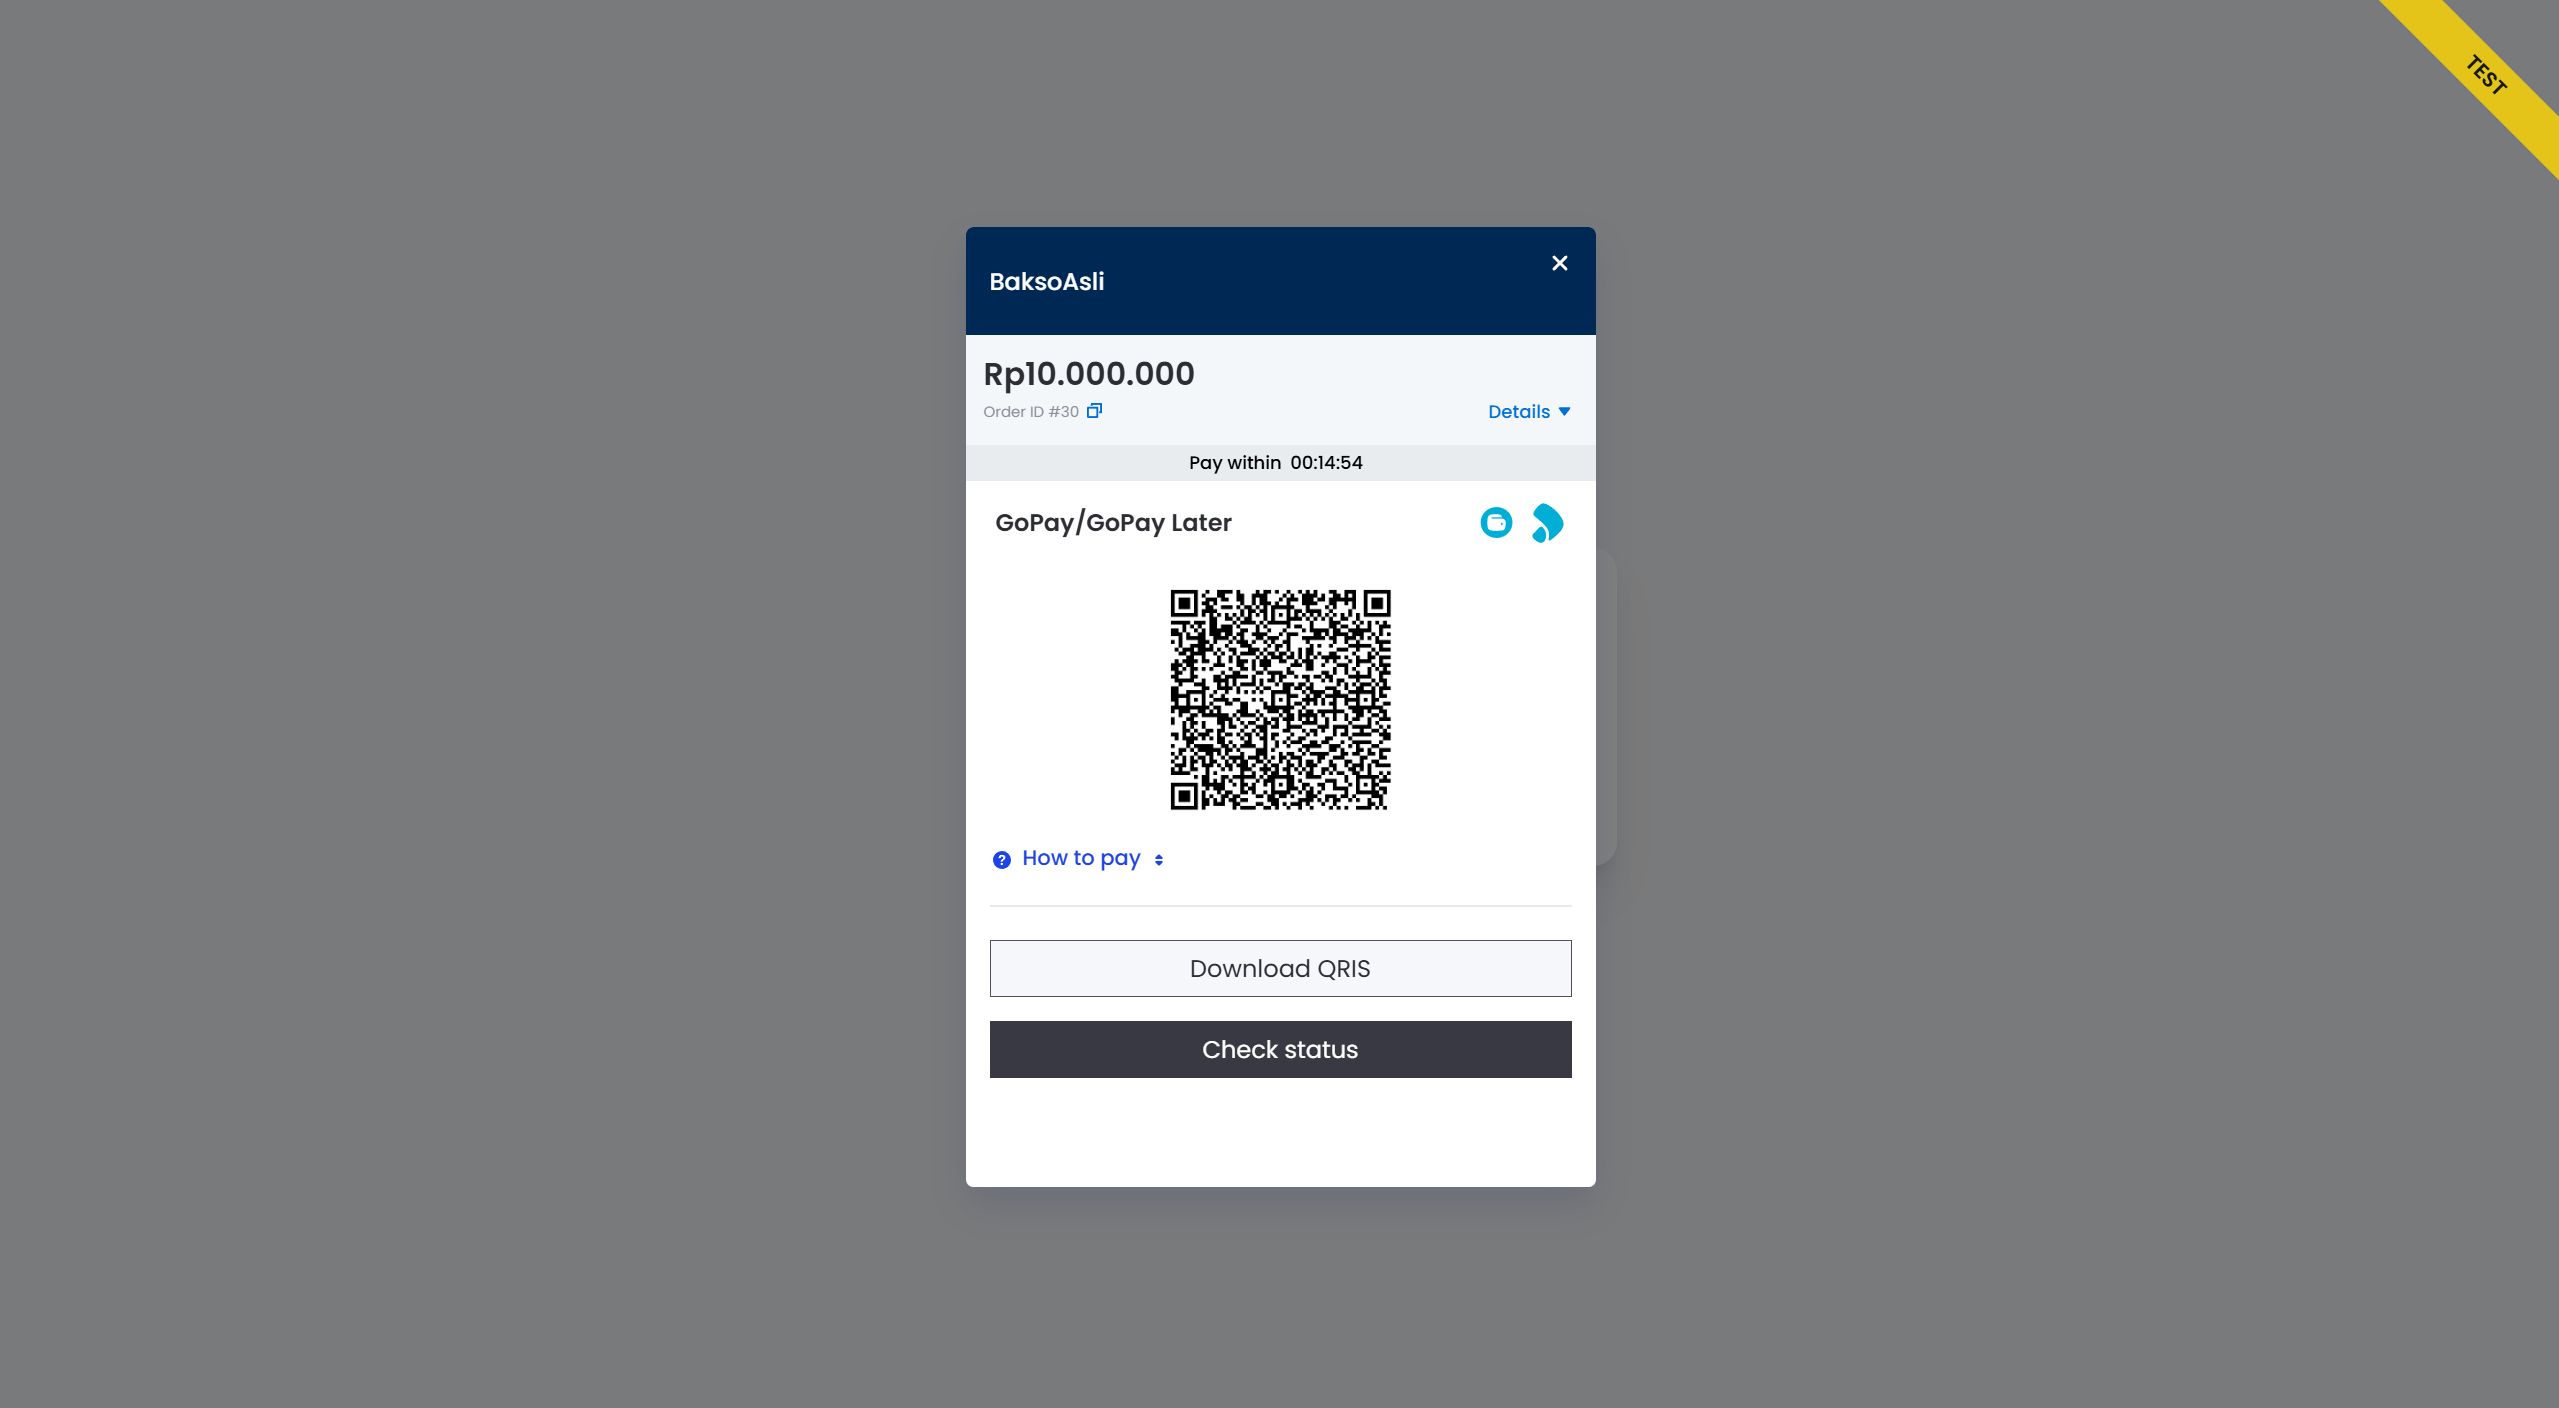 TEST
BaksoAsli
Rp10.000.000
Order ID #30
Details
Pay within 00:14:54
GoPay/GoPay Later
How to pay
Download QRIS
Check status